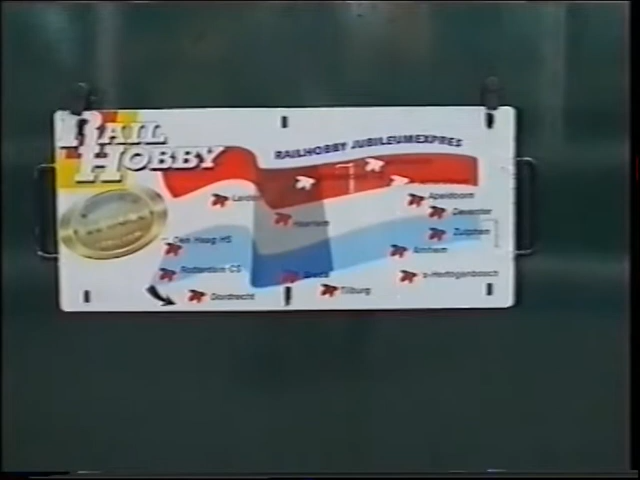 RAIL
HOBBY
RAILHOBBY JUBILEUMEXPRES
Leiden
Apeldoorn
Deventer
Haarlem
Zutphen
Den Haag HS
Arnhem
Rotterdam CS
Breda
's-Hertogenbosch
Dordrecht
Tilburg